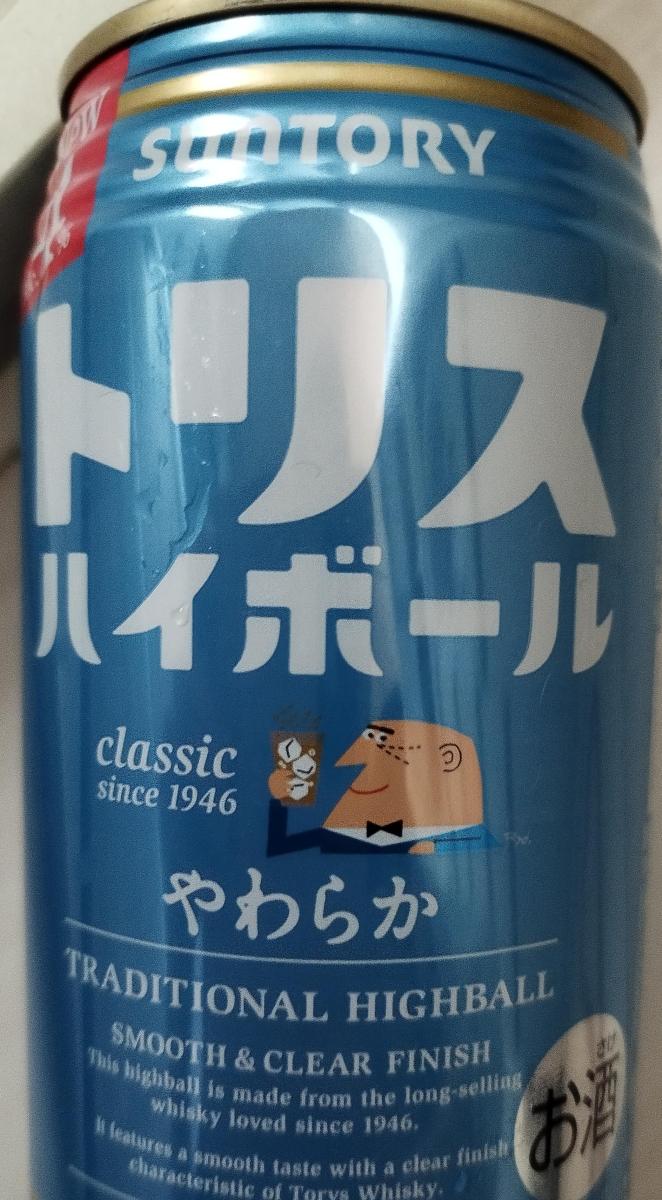 SUNTORY
トリス
ハイボール
classic
since 1946
やわらか
TRADITIONAL HIGHBALL
SMOOTH & CLEAR FINISH
This highball is made from the long-selling
whisky loved since 1946.
It features a smooth taste with a clear finish
characteristic of Torys Whisky.
さけ
お酒